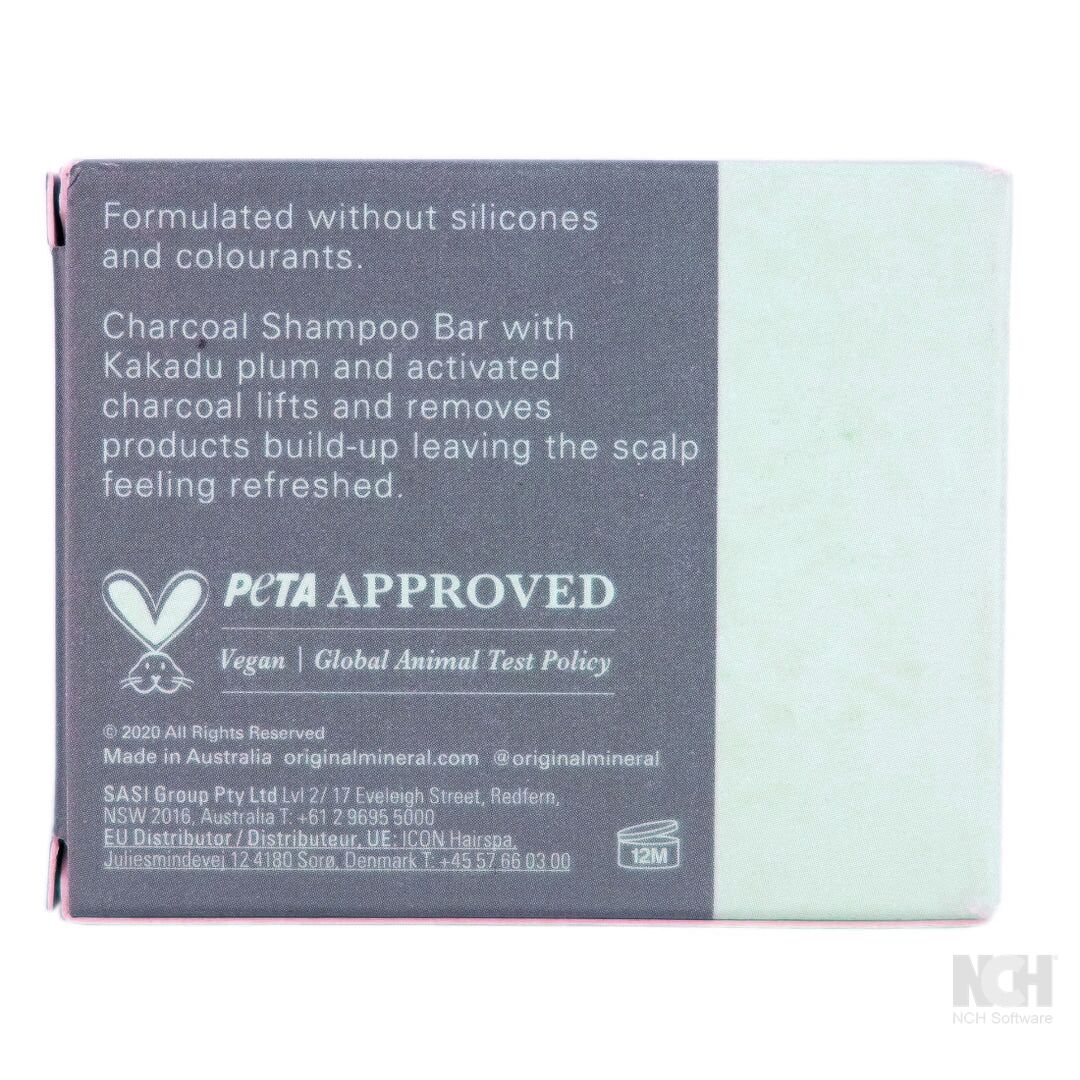 Formulated without silicones
and colourants.
Charcoal Shampoo Bar with
Kakadu plum and activated
charcoal lifts and removes
products build-up leaving the scalp
feeling refreshed.
PETA APPROVED
Vegan | Global Animal Test Policy
© 2020 All Rights Reserved
Made in Australia originalmineral.com @originalmineral
SASI Group Pty Ltd Lvl 2/ 17 Eveleigh Street, Redfern,
NSW 2016, Australia T: +61 2 9695 5000
EU Distributor / Distributeur, UE: ICON Hairspa,
Juliesmindevej 12 4180 Sorø, Denmark T: +45 57 66 03 00
12M
NCH
NCH Software